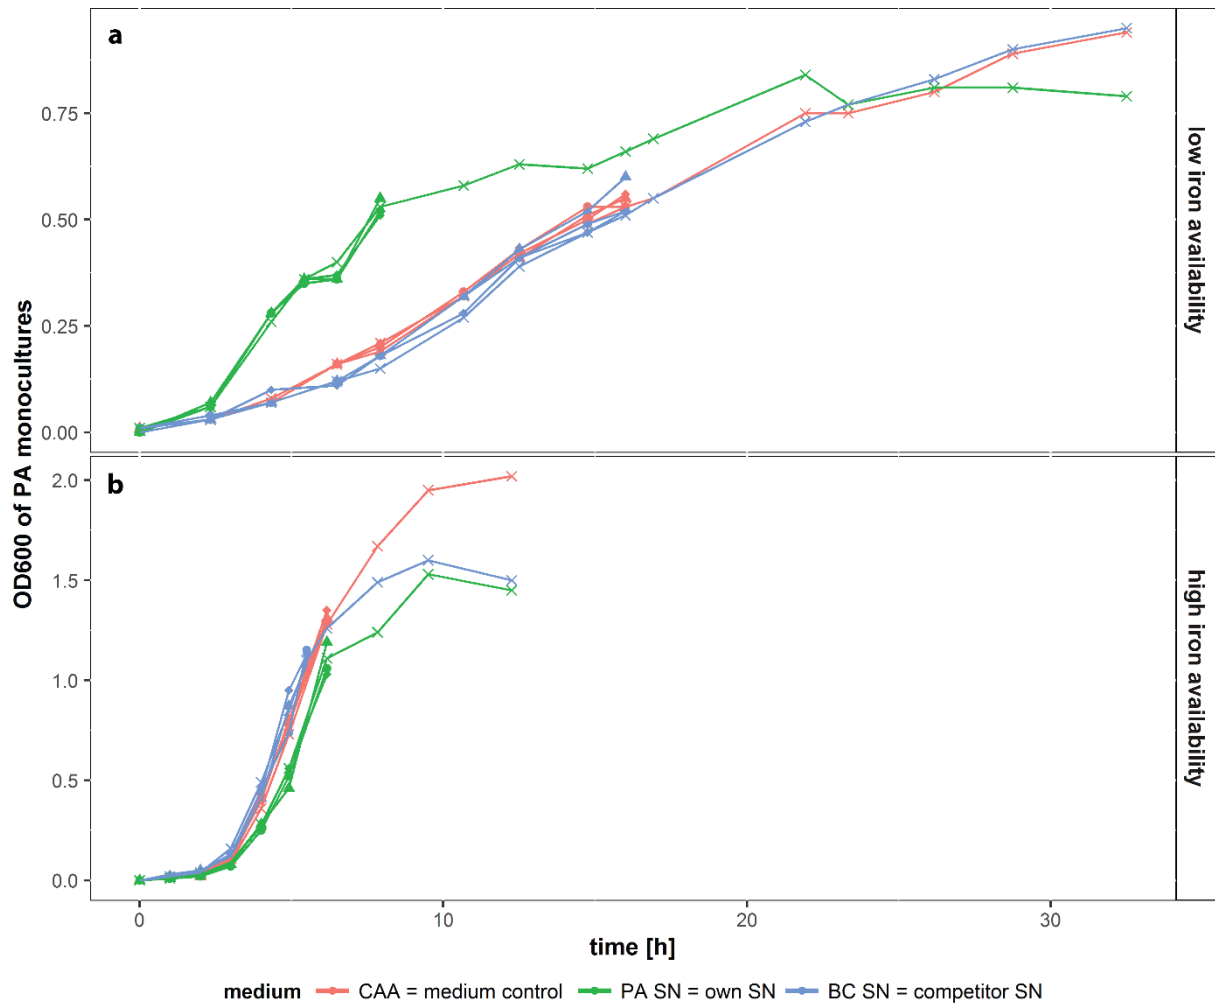 a
0.75
0.50
0.25
0.00
low iron availability
OD600 of PA monocultures
b
2.0
1.5
1.0
0.5
0.0
high iron availability
0 10 20 30
time [h]
medium CAA = medium control PA SN = own SN BC SN = competitor SN